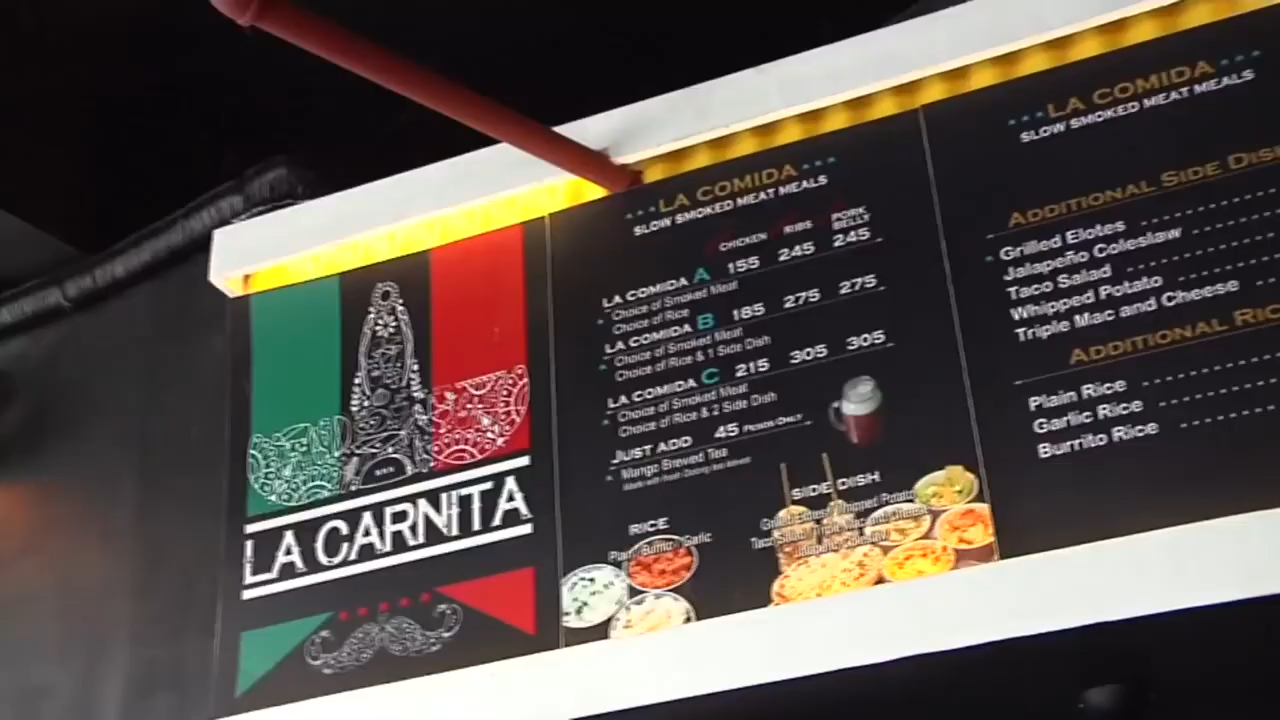 LA CARNITA
LA COMIDA
SLOW SMOKED MEAT MEALS
CHICKEN RIBS PORK BELLY
LA COMIDA A 155 245 245
Choice of Smoked Meat
Choice of Rice
LA COMIDA B 185 275 275
Choice of Smoked Meat
Choice of Rice & 1 Side Dish
LA COMIDA C 215 305 305
Choice of Smoked Meat
Choice of Rice & 2 Side Dish
JUST ADD 45 PESOS ONLY
Mango Brewed Tea
RICE
Plain Burrito Garlic
SIDE DISH
Grilled Elotes Whipped Potato
Taco Salad Triple Mac and Cheese
Jalapeño Coleslaw
LA COMIDA
SLOW SMOKED MEAT MEALS
ADDITIONAL SIDE DIS
Grilled Elotes
Jalapeño Coleslaw
Taco Salad
Whipped Potato
Triple Mac and Cheese
ADDITIONAL RIC
Plain Rice
Garlic Rice
Burrito Rice